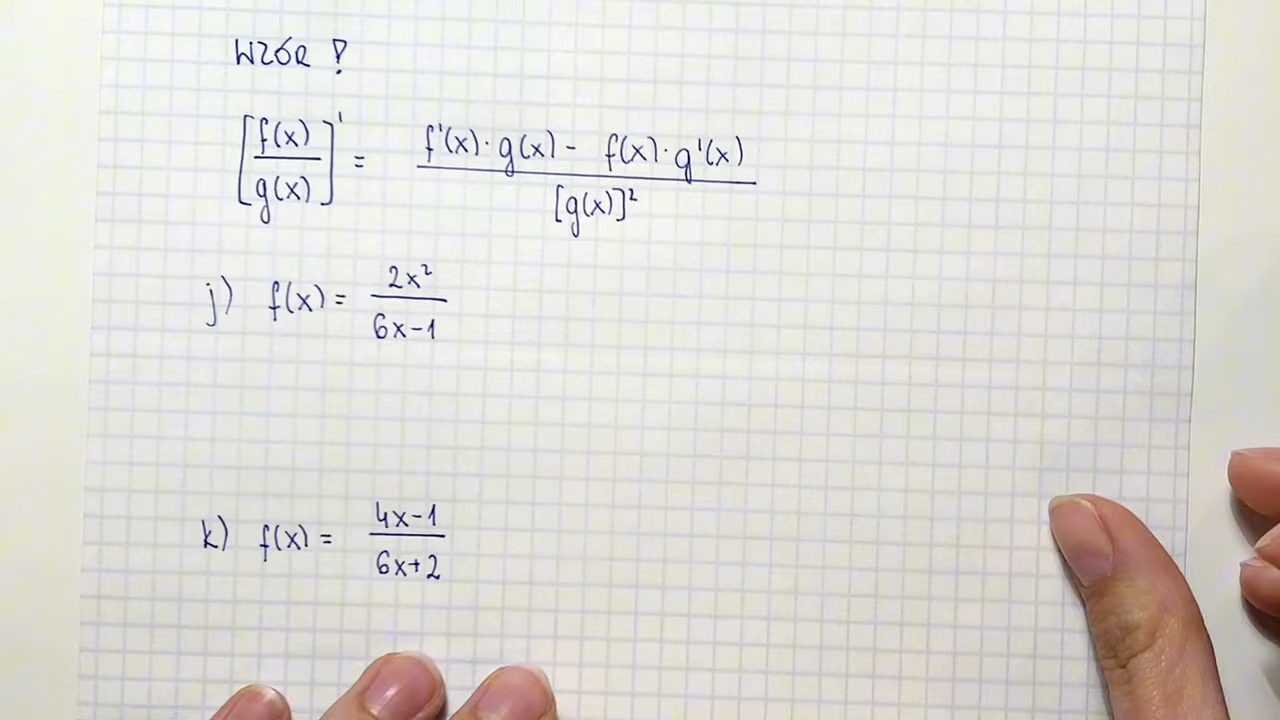 WZÓR !
[f(x)/g(x)]' = (f'(x)·g(x) - f(x)·g'(x))/[g(x)]²
j) f(x) = 2x²/(6x-1)
k) f(x) = (4x-1)/(6x+2)